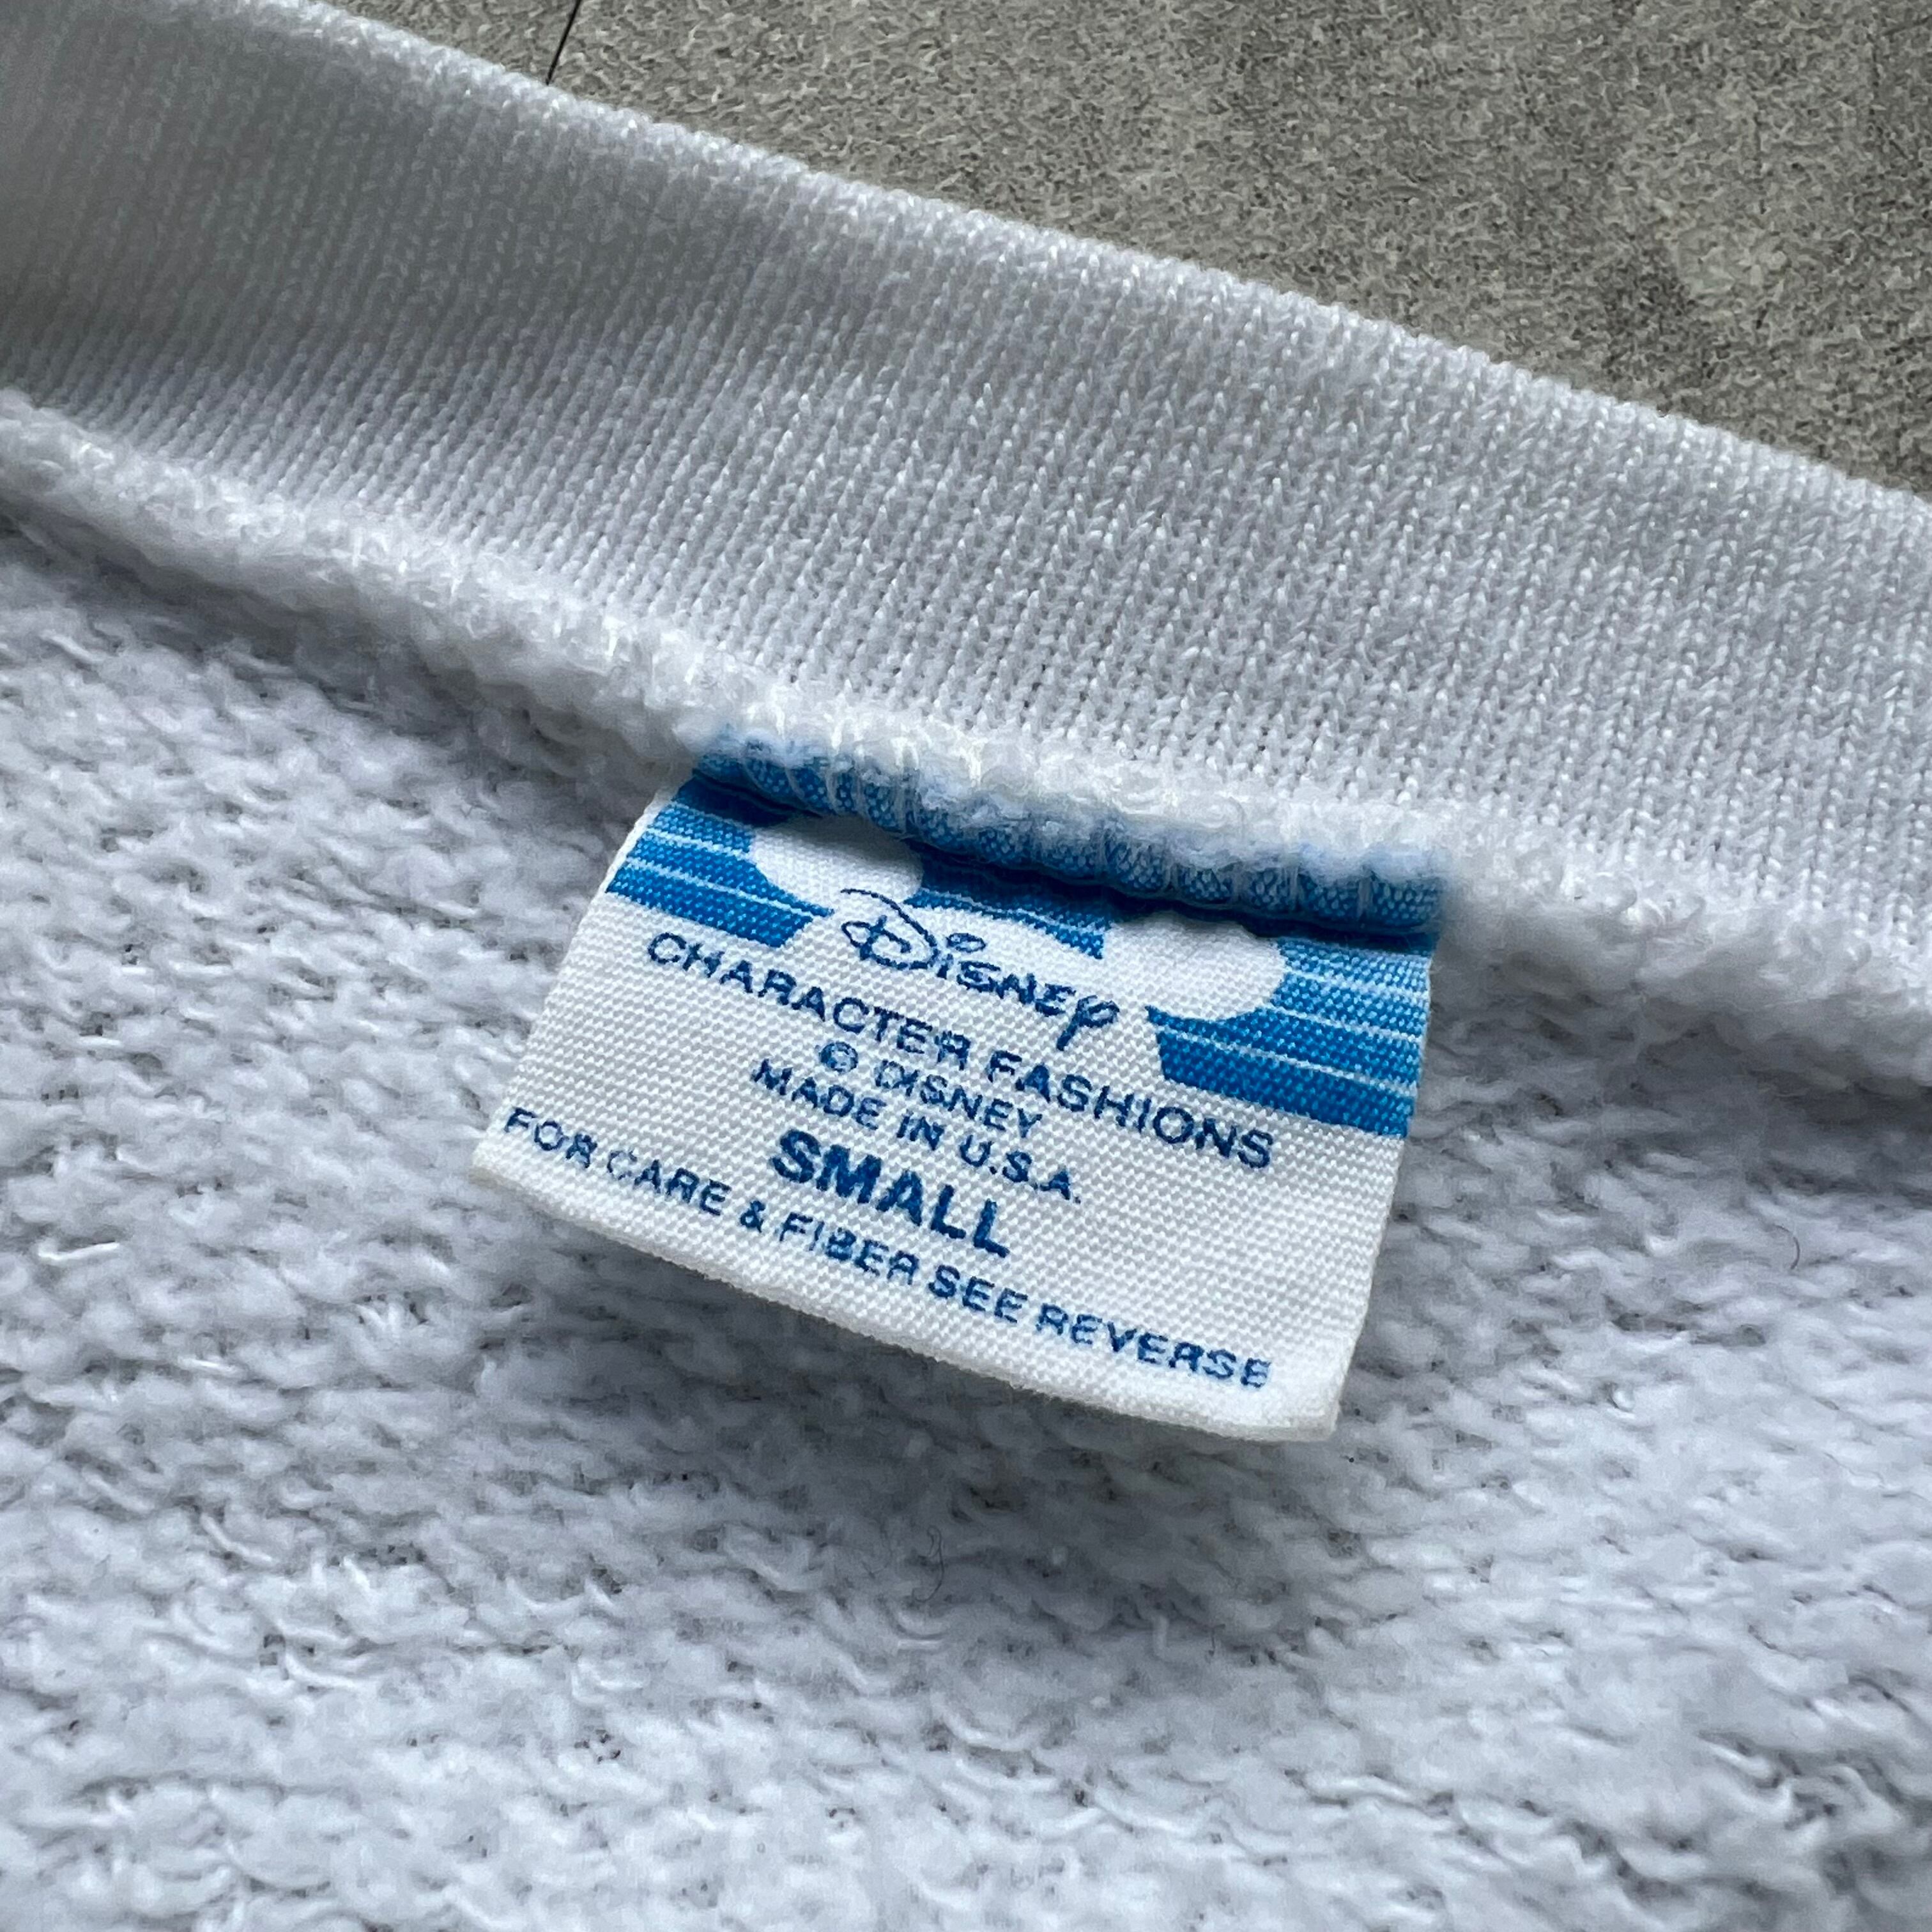 Disney
CHARACTER FASHIONS
© DISNEY
MADE IN U.S.A.
SMALL
FOR CARE & FIBER SEE REVERSE